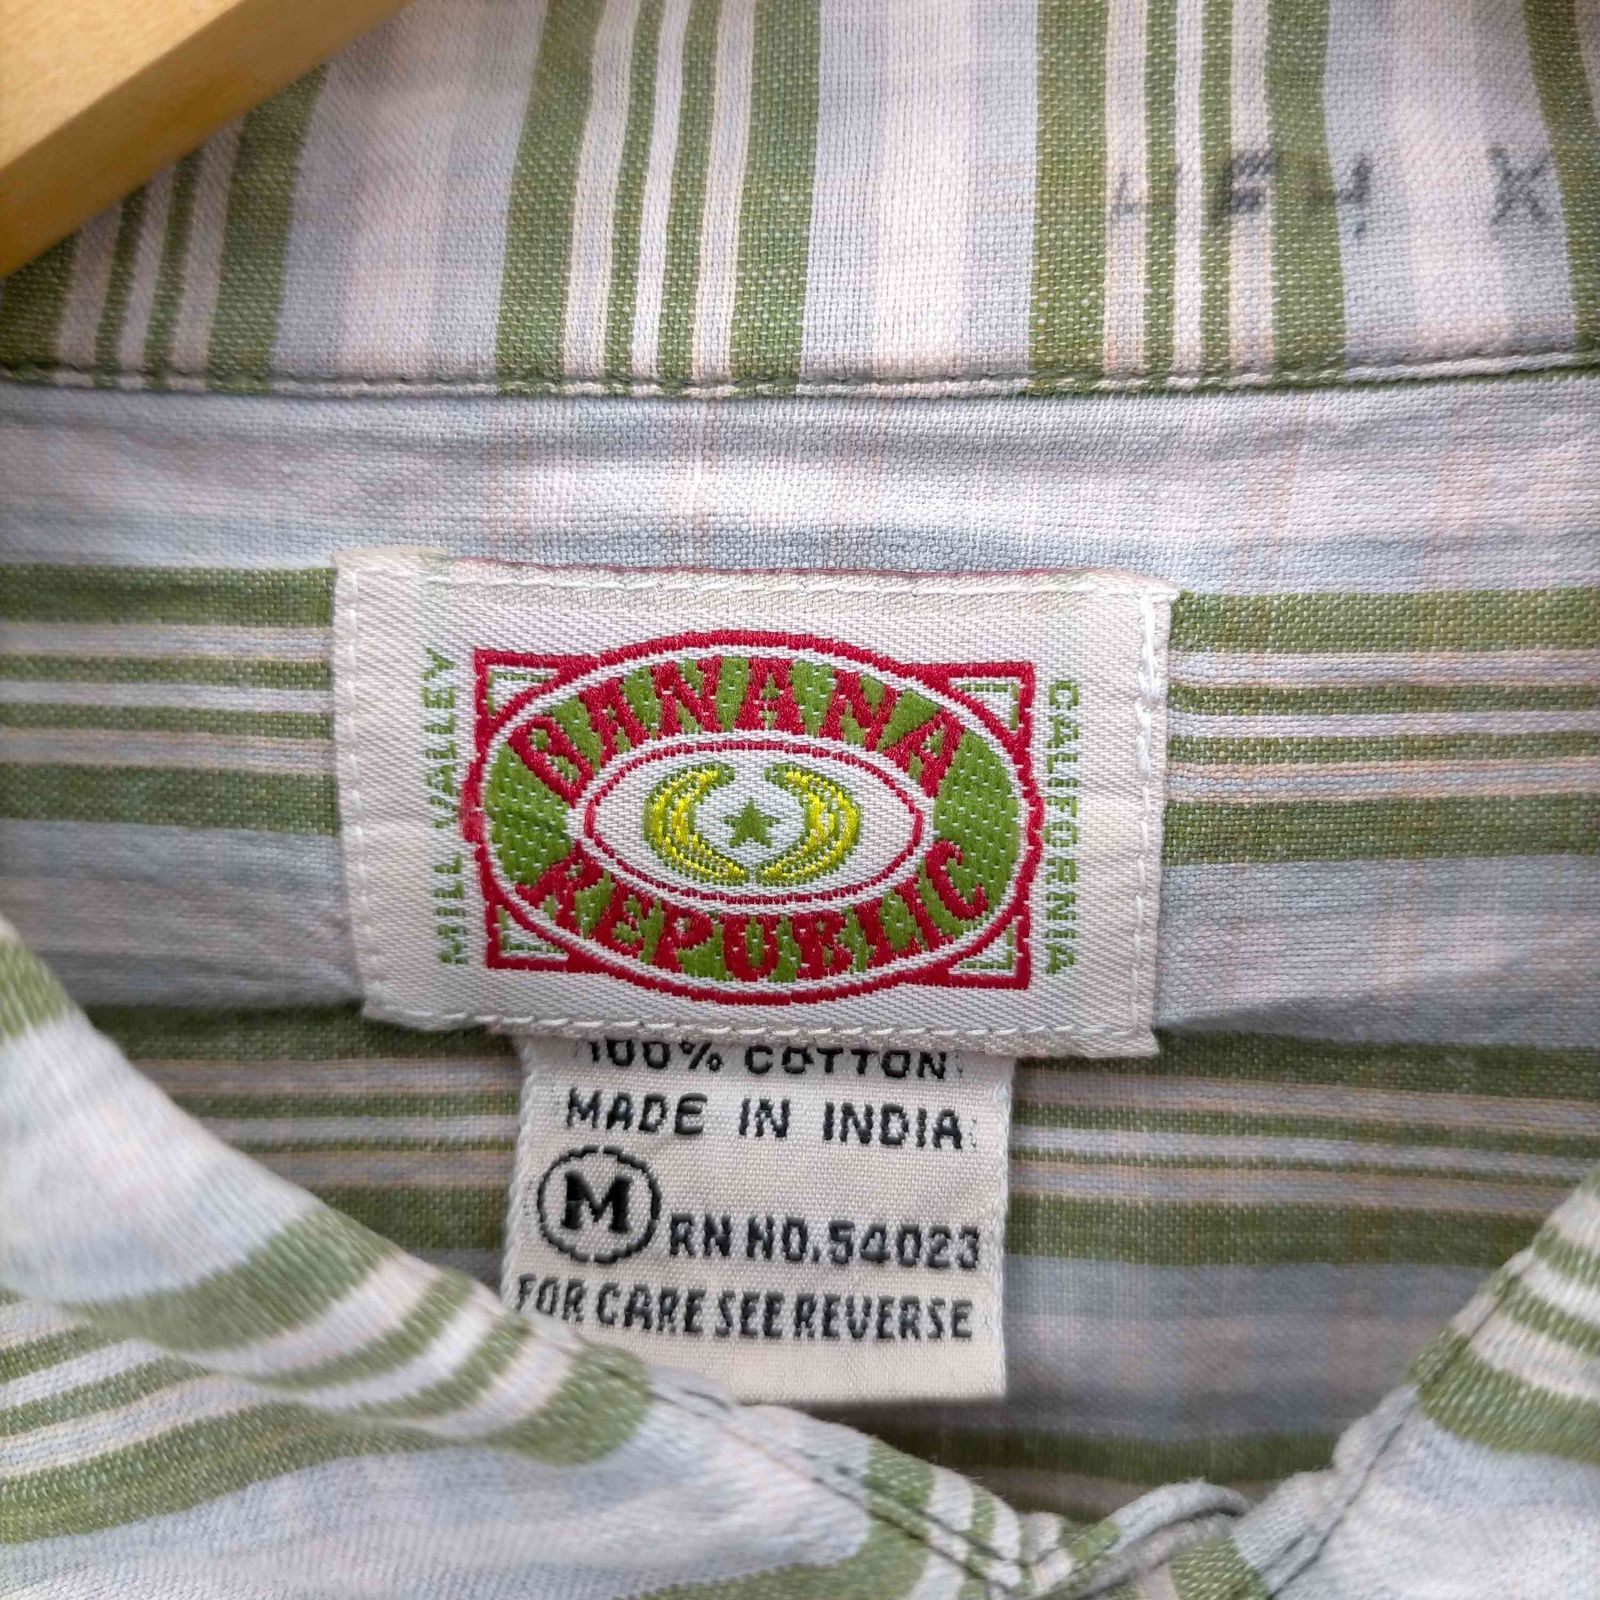 BANANA
REPUBLIC
MILL VALLEY
CALIFORNIA
100% COTTON
MADE IN INDIA
M
RN NO. 54023
FOR CARE SEE REVERSE